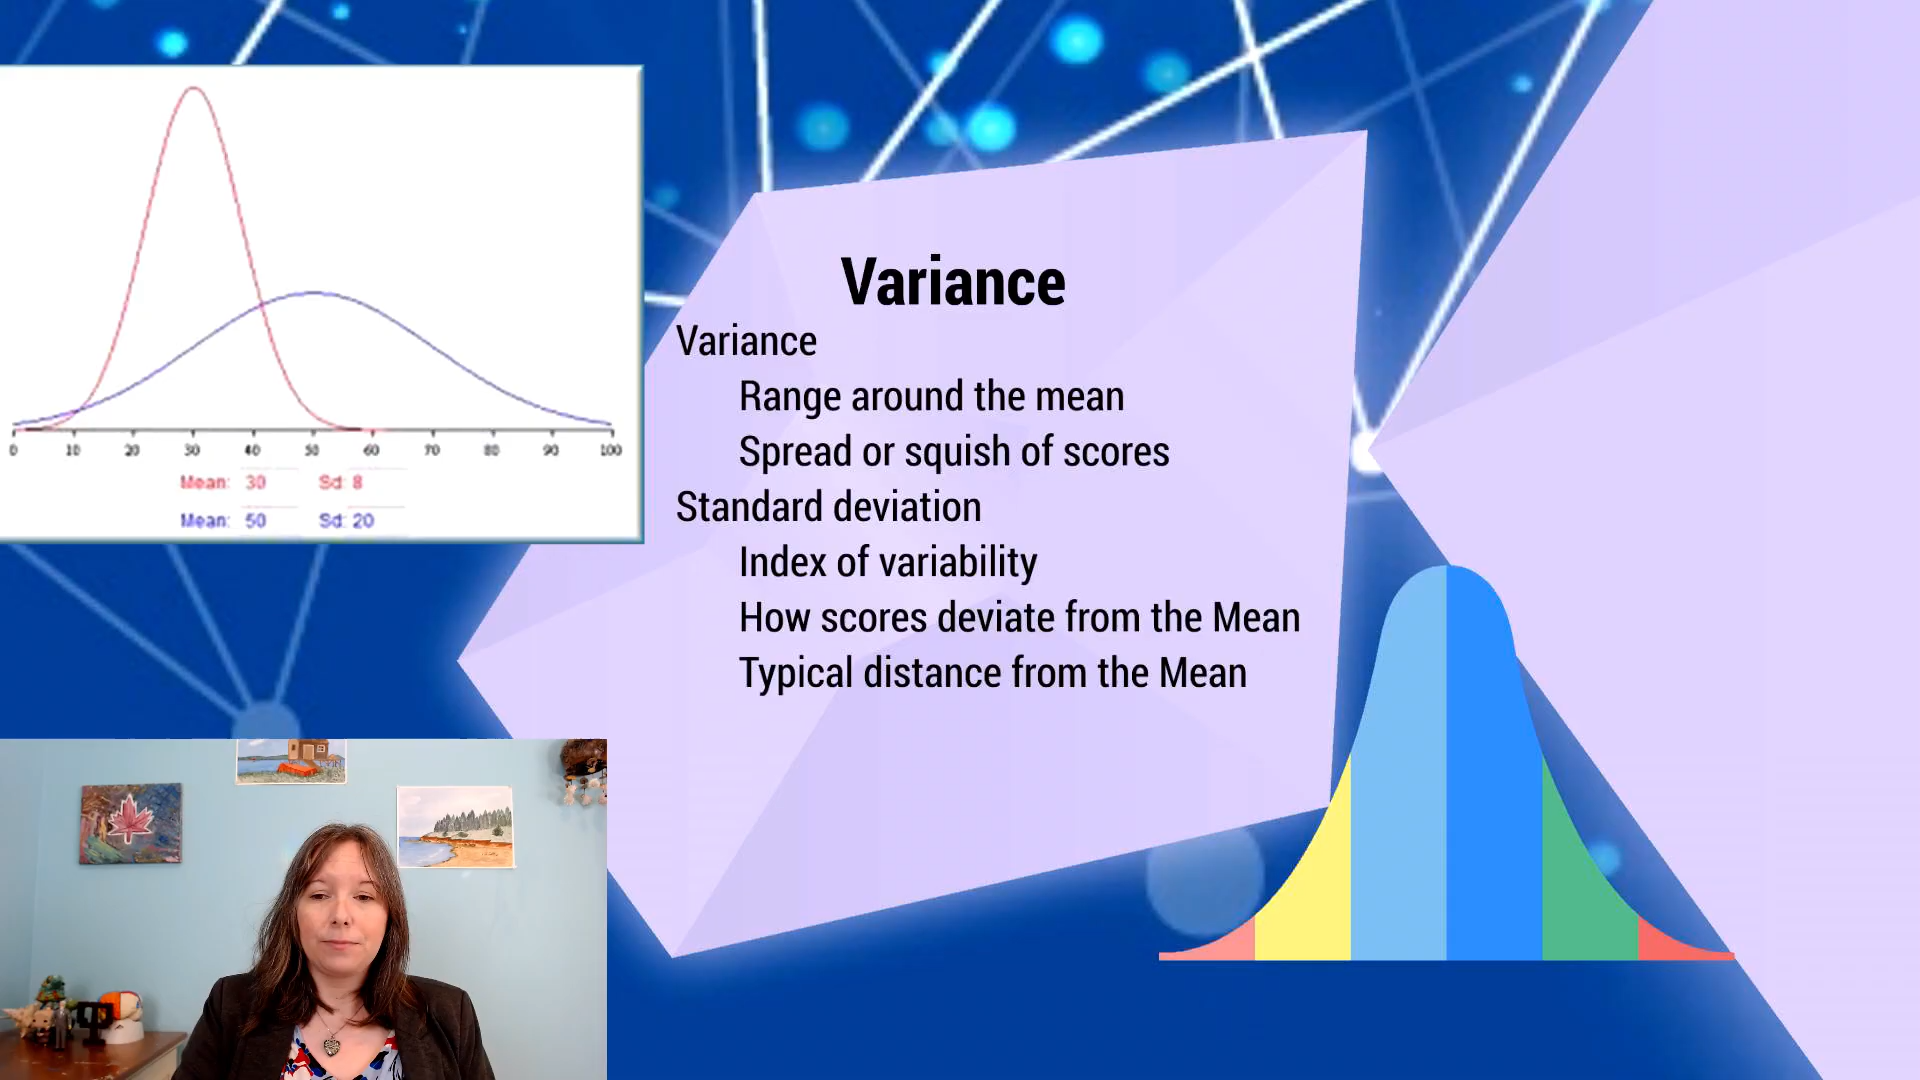 0 10 20 30 40 50 60 70 80 90 100
Mean: 30 Sd: 8
Mean: 50 Sd: 20
Variance
Variance
Range around the mean
Spread or squish of scores
Standard deviation
Index of variability
How scores deviate from the Mean
Typical distance from the Mean